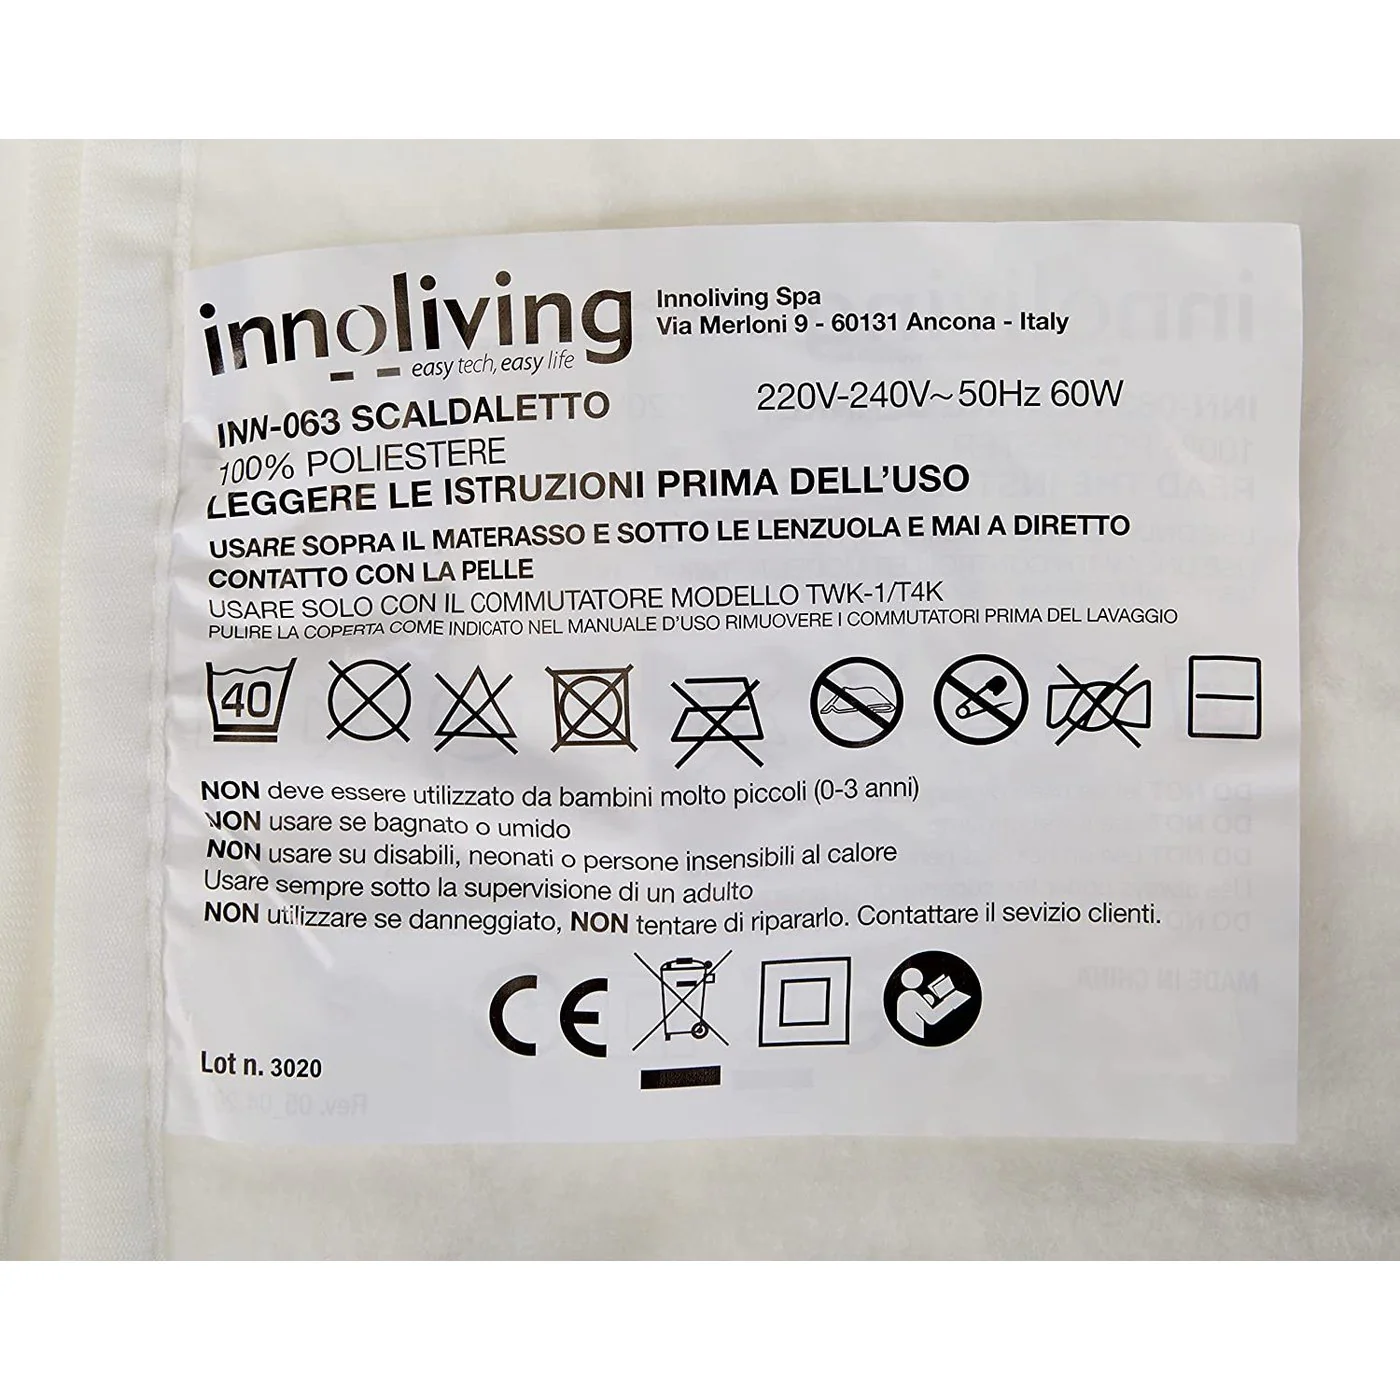 innoliving
easy tech, easy life
Innoliving Spa
Via Merloni 9 - 60131 Ancona - Italy
INN-063 SCALDALETTO
220V-240V~50Hz 60W
100% POLIESTERE
LEGGERE LE ISTRUZIONI PRIMA DELL'USO
USARE SOPRA IL MATERASSO E SOTTO LE LENZUOLA E MAI A DIRETTO
CONTATTO CON LA PELLE
USARE SOLO CON IL COMMUTATORE MODELLO TWK-1/T4K
PULIRE LA COPERTA COME INDICATO NEL MANUALE D'USO RIMUOVERE I COMMUTATORI PRIMA DEL LAVAGGIO
40
NON deve essere utilizzato da bambini molto piccoli (0-3 anni)
NON usare se bagnato o umido
NON usare su disabili, neonati o persone insensibili al calore
Usare sempre sotto la supervisione di un adulto
NON utilizzare se danneggiato, NON tentare di ripararlo. Contattare il sevizio clienti.
CE
Lot n. 3020